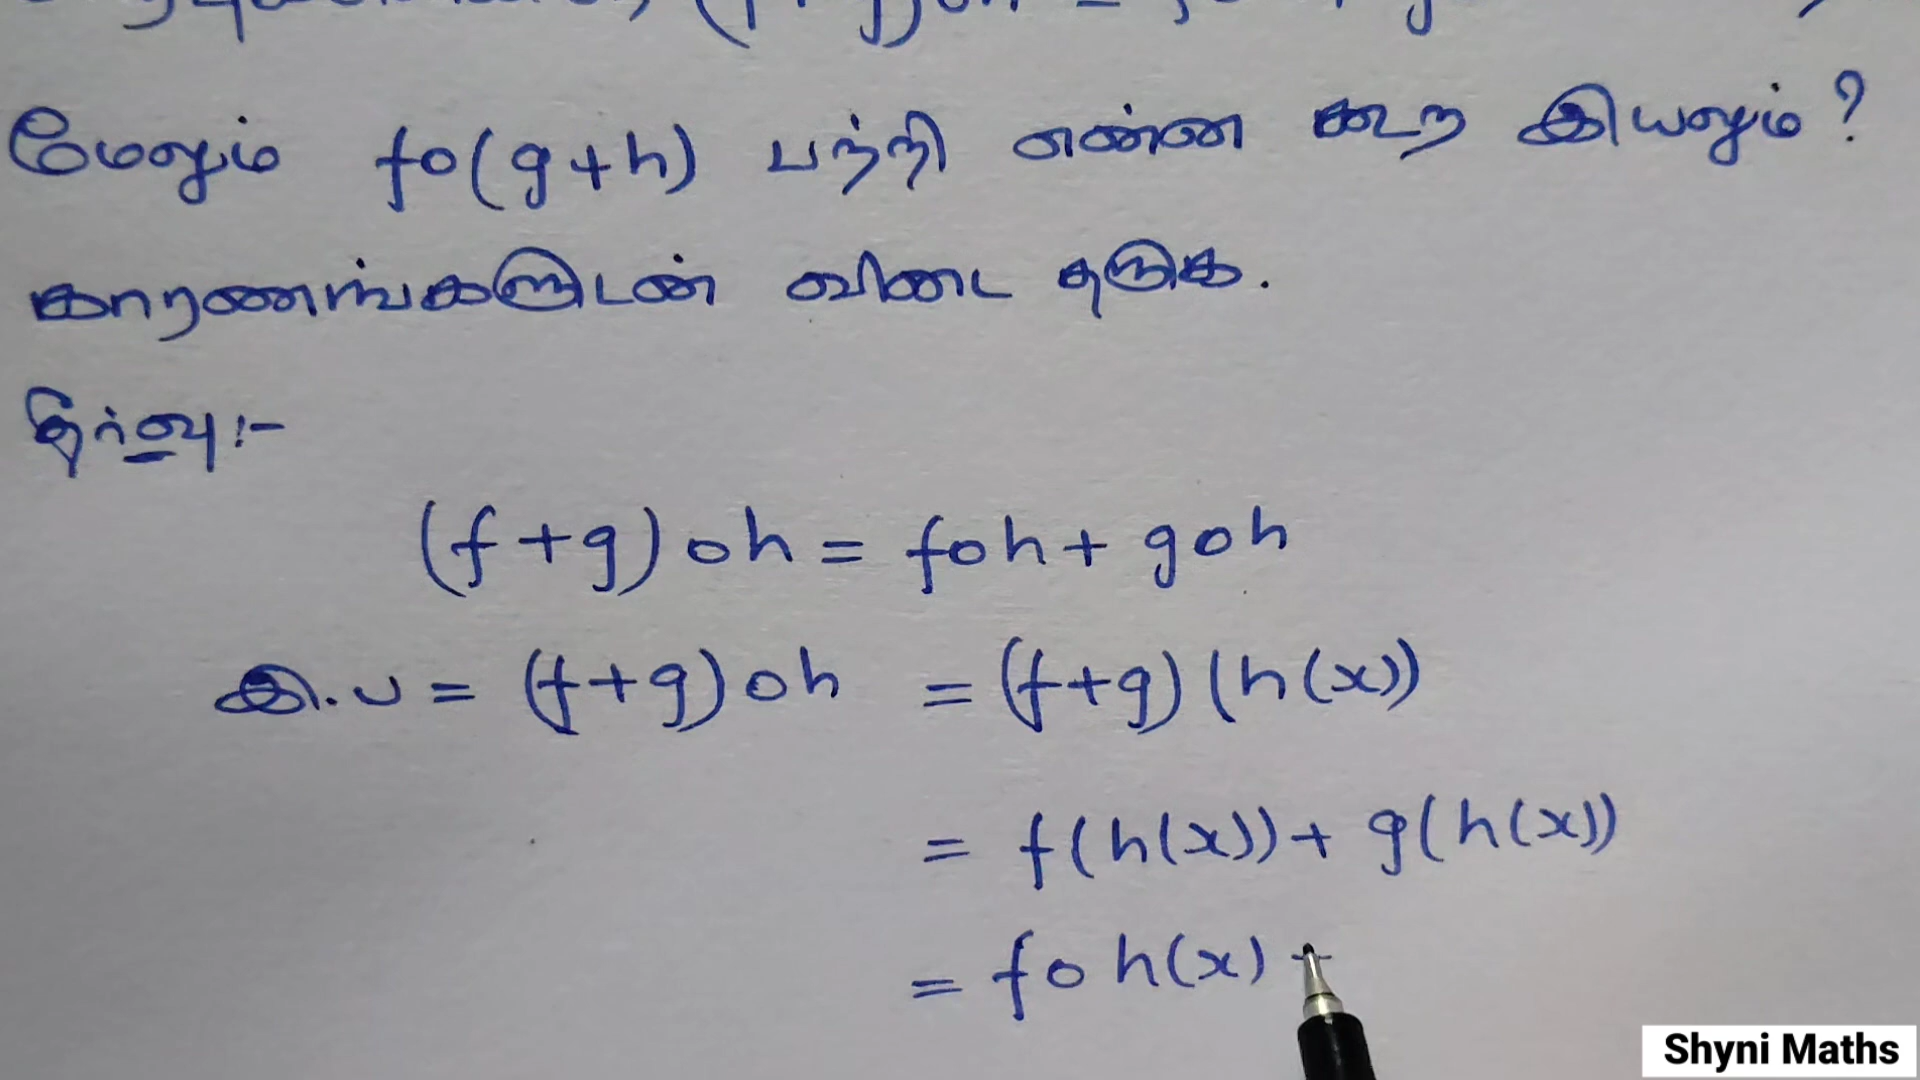 மேலும் fo(g+h) பற்றி என்ன கூற இயலும்?
காரணங்களுடன் விடை தருக.
தீர்வு:-
(f+g)oh = foh + goh
இ.ப = (f+g)oh = (f+g)(h(x))
= f(h(x)) + g(h(x))
= foh(x) +
Shyni Maths